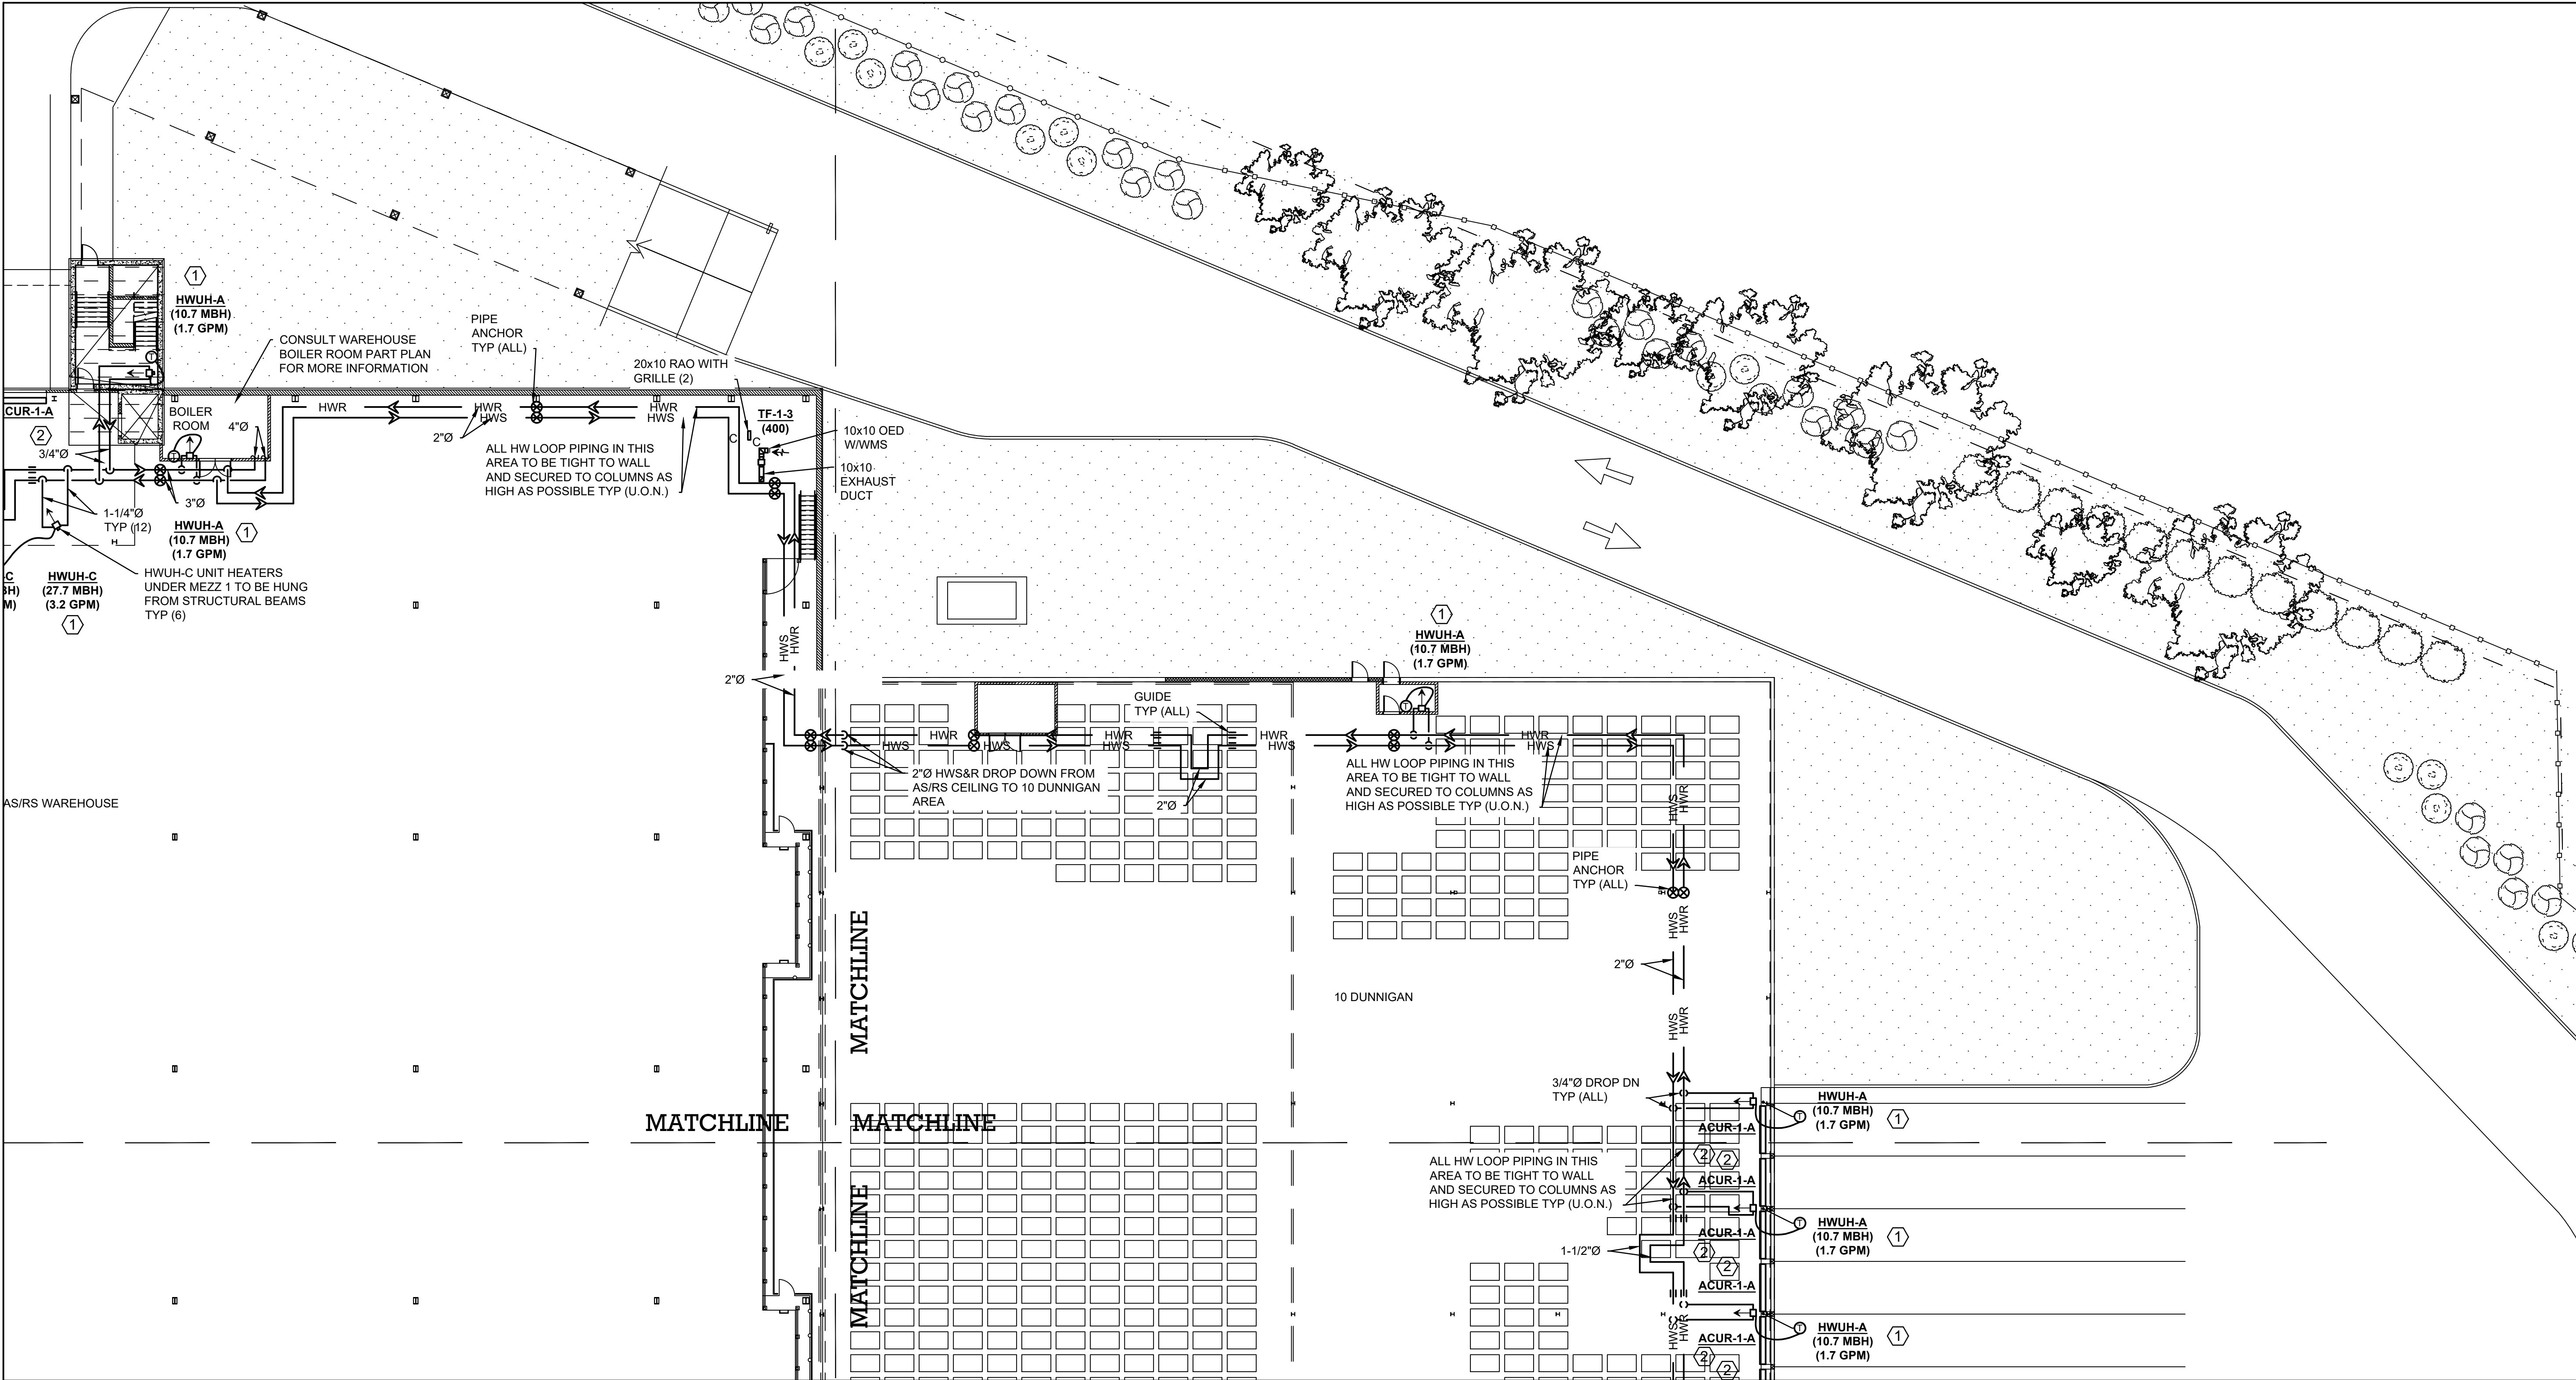 1
HWUH-A
(10.7 MBH)
(1.7 GPM)
T
CONSULT WAREHOUSE
BOILER ROOM PART PLAN
FOR MORE INFORMATION
PIPE
ANCHOR
TYP (ALL)
20x10 RAO WITH
GRILLE (2)
CUR-1-A
2
3/4"Ø
BOILER
ROOM
4"Ø
T
HWR
HWR
HWS
2"Ø
HWR
HWS
C
C
TF-1-3
(400)
10x10 OED
W/WMS
10x10
EXHAUST
DUCT
ALL HW LOOP PIPING IN THIS
AREA TO BE TIGHT TO WALL
AND SECURED TO COLUMNS AS
HIGH AS POSSIBLE TYP (U.O.N.)
3"Ø
1-1/4"Ø
TYP (12)
HWUH-A
(10.7 MBH)
(1.7 GPM)
1
HWUH-C UNIT HEATERS
UNDER MEZZ 1 TO BE HUNG
FROM STRUCTURAL BEAMS
TYP (6)
-C
BH)
M)
HWUH-C
(27.7 MBH)
(3.2 GPM)
1
HWS
HWR
2"Ø
1
HWUH-A
(10.7 MBH)
(1.7 GPM)
T
GUIDE
TYP (ALL)
HWR
HWS
HWS
HWR
HWS
HWR
HWS
HWR
HWS
2"Ø HWS&R DROP DOWN FROM
AS/RS CEILING TO 10 DUNNIGAN
AREA
2"Ø
ALL HW LOOP PIPING IN THIS
AREA TO BE TIGHT TO WALL
AND SECURED TO COLUMNS AS
HIGH AS POSSIBLE TYP (U.O.N.)
HWS
HWR
AS/RS WAREHOUSE
PIPE
ANCHOR
TYP (ALL)
HWS
HWR
2"Ø
10 DUNNIGAN
MATCHLINE
HWS
HWR
3/4"Ø DROP DN
TYP (ALL)
HWUH-A
(10.7 MBH)
(1.7 GPM)
T
1
MATCHLINE
MATCHLINE
ACUR-1-A
2
2
ALL HW LOOP PIPING IN THIS
AREA TO BE TIGHT TO WALL
AND SECURED TO COLUMNS AS
HIGH AS POSSIBLE TYP (U.O.N.)
ACUR-1-A
MATCHLINE
T
HWUH-A
(10.7 MBH)
(1.7 GPM)
1
ACUR-1-A
2
2
1-1/2"Ø
ACUR-1-A
HWS
HWR
T
HWUH-A
(10.7 MBH)
(1.7 GPM)
1
ACUR-1-A
2
2